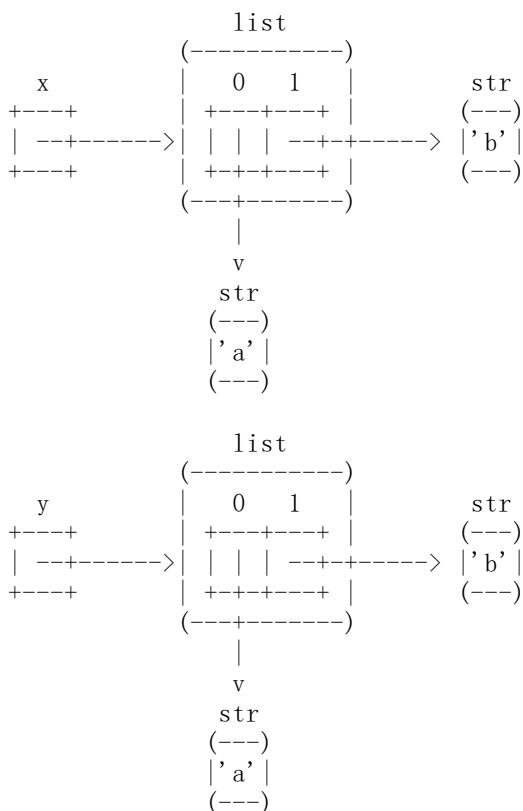 list
            (-----------)
  x         |   0   1   |        str
+---+       | +---+---+ |       (---)
| --+------>| | | | --+-+-----> |'b'|
+---+       | +-+-+---+ |       (---)
            (---+-------)
                |
                v
               str
              (---)
              |'a'|
              (---)
                list
            (-----------)
  y         |   0   1   |        str
+---+       | +---+---+ |       (---)
| --+------>| | | | --+-+-----> |'b'|
+---+       | +-+-+---+ |       (---)
            (---+-------)
                |
                v
               str
              (---)
              |'a'|
              (---)